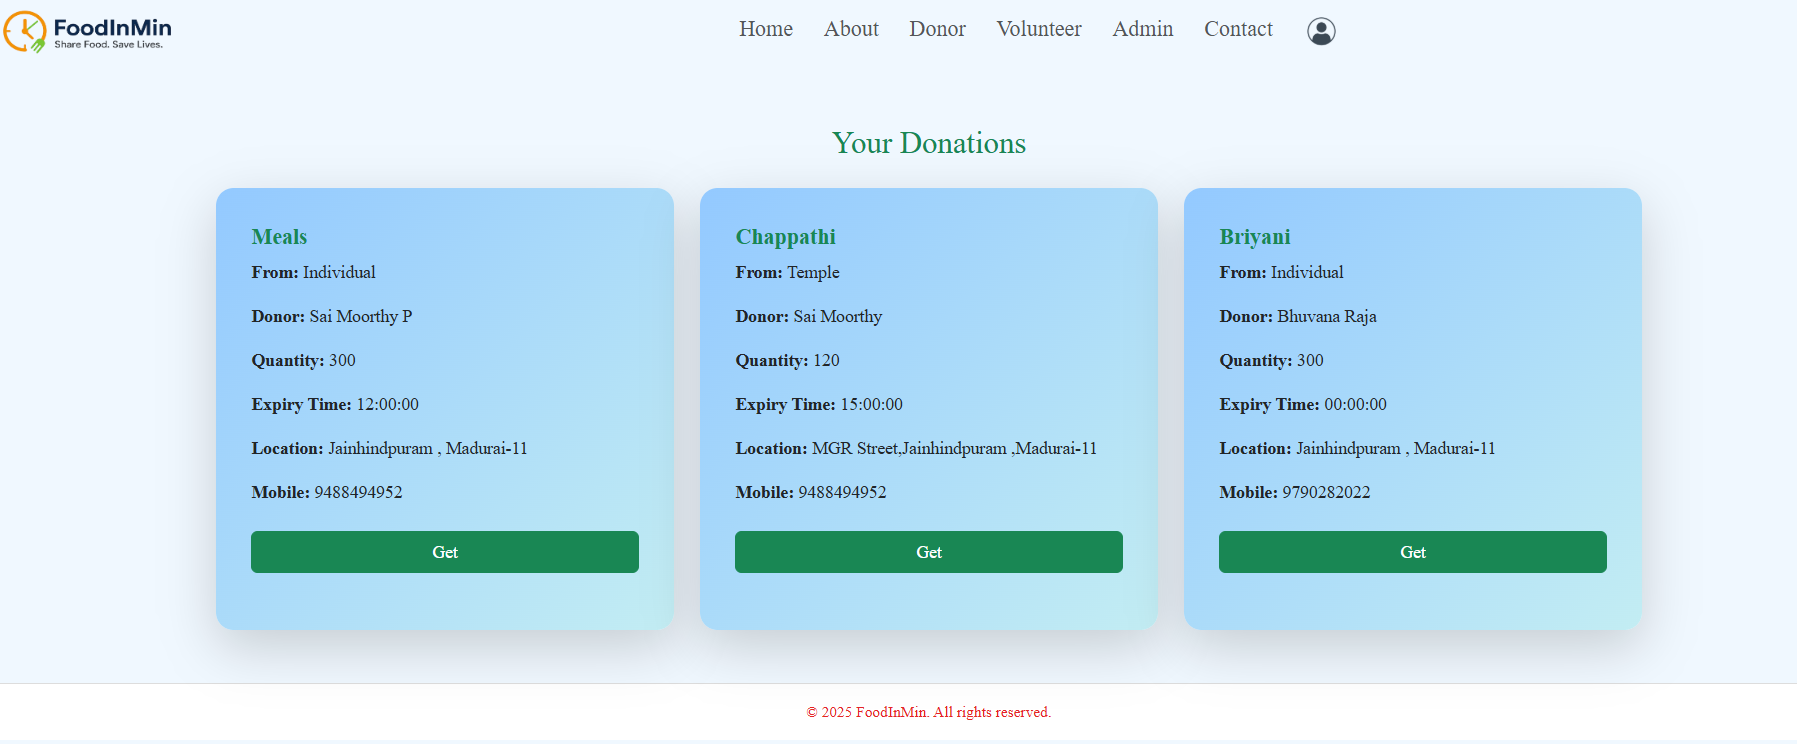 FoodInMin
Share Food. Save Lives.
Home About Donor Volunteer Admin Contact
Your Donations
Meals
From: Individual
Donor: Sai Moorthy P
Quantity: 300
Expiry Time: 12:00:00
Location: Jainhindpuram , Madurai-11
Mobile: 9488494952
Get
Chappathi
From: Temple
Donor: Sai Moorthy
Quantity: 120
Expiry Time: 15:00:00
Location: MGR Street,Jainhindpuram ,Madurai-11
Mobile: 9488494952
Get
Briyani
From: Individual
Donor: Bhuvana Raja
Quantity: 300
Expiry Time: 00:00:00
Location: Jainhindpuram , Madurai-11
Mobile: 9790282022
Get
© 2025 FoodInMin. All rights reserved.